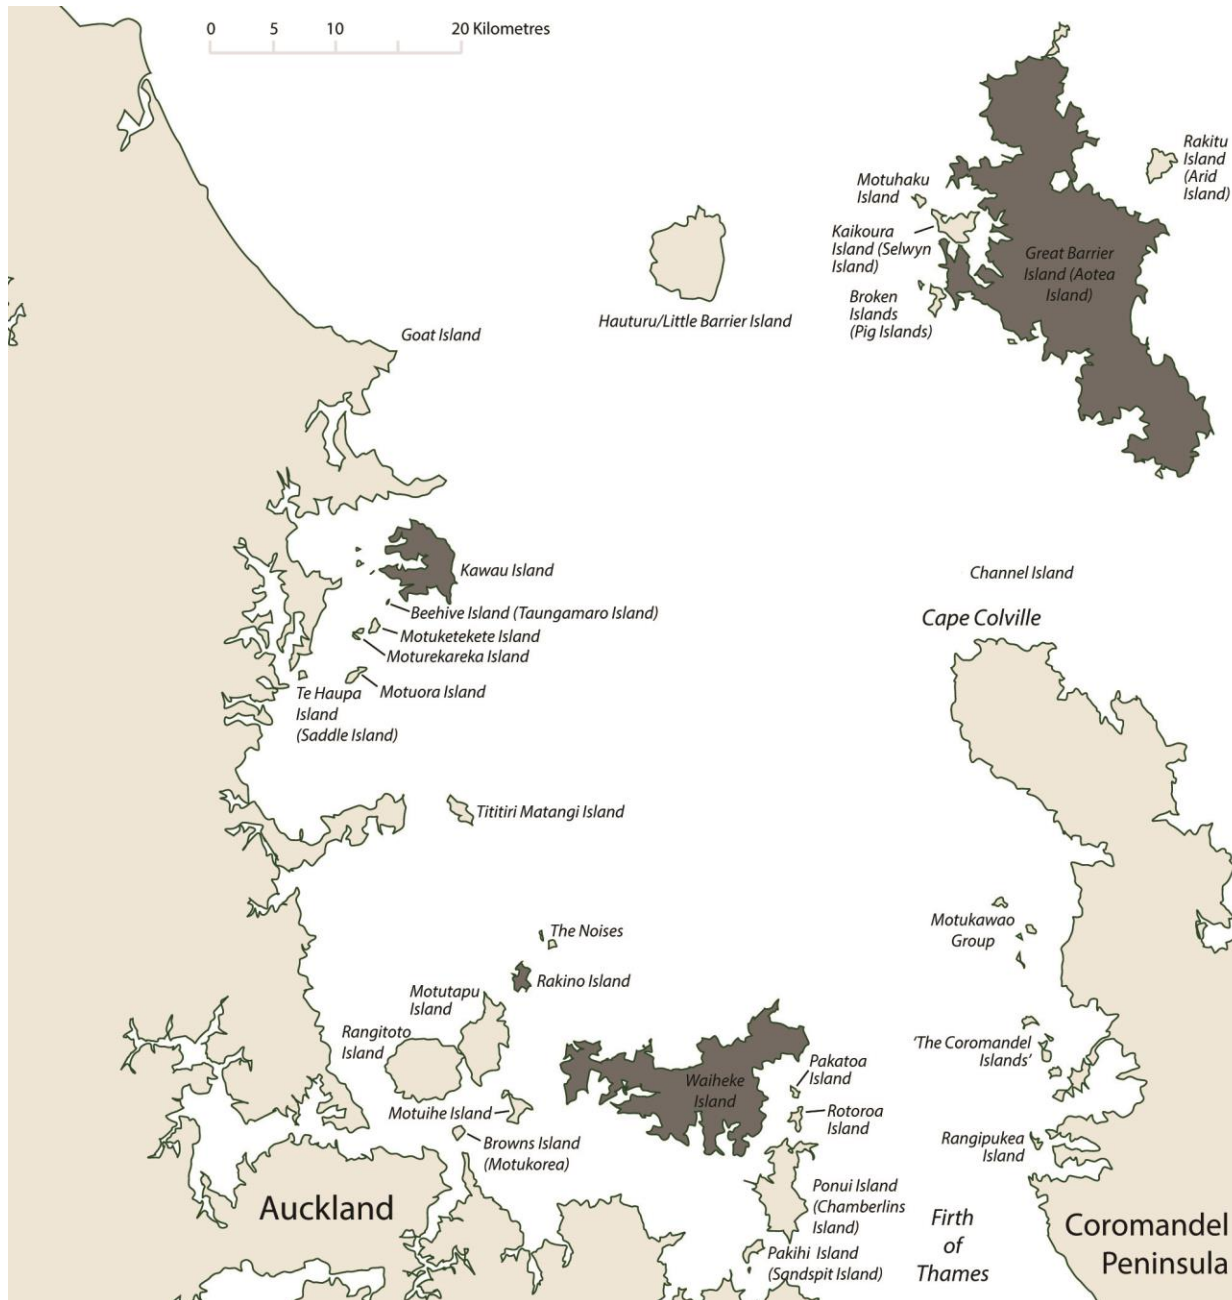 0 5 10 20 Kilometres
Rakitu
Island
(Arid
Island)
Motuhaku
Island
Kaikoura
Island (Selwyn
Island)
Great Barrier
Island (Aotea
Island)
Broken
Islands
(Pig Islands)
Hauturu/Little Barrier Island
Goat Island
Kawau Island
Channel Island
Beehive Island (Taungamaro Island)
Cape Colville
Motuketekete Island
Moturekareka Island
Motuora Island
Te Haupa
Island
(Saddle Island)
Tititiri Matangi Island
Motukawao
Group
The Noises
Rakino Island
Motutapu
Island
Rangitoto
Island
'The Coromandel
Islands'
Pakatoa
Island
Waiheke
Island
Motuihe Island
Rotoroa
Island
Browns Island
(Motukorea)
Rangipukea
Island
Ponui Island
(Chamberlins
Island)
Auckland
Firth
of
Thames
Coromandel
Peninsula
Pakihi Island
(Sandspit Island)